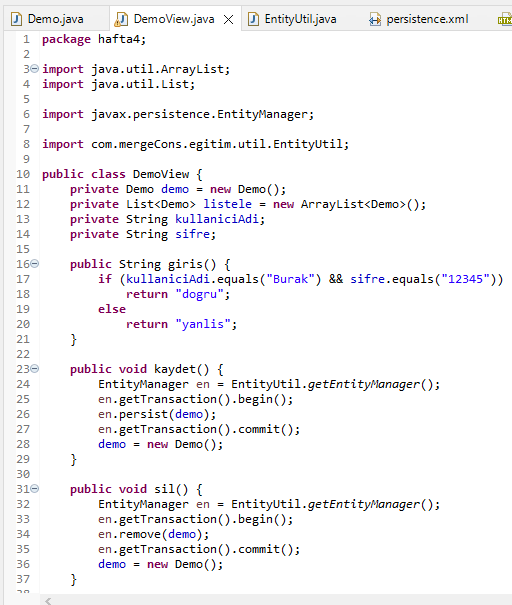 Demo.java DemoView.java EntityUtil.java persistence.xml
1 package hafta4;
2
3 import java.util.ArrayList;
4 import java.util.List;
5
6 import javax.persistence.EntityManager;
7
8 import com.mergeCons.egitim.util.EntityUtil;
9
10 public class DemoView {
11     private Demo demo = new Demo();
12     private List<Demo> listele = new ArrayList<Demo>();
13     private String kullaniciAdi;
14     private String sifre;
15
16     public String giris() {
17         if (kullaniciAdi.equals("Burak") && sifre.equals("12345"))
18             return "dogru";
19         else
20             return "yanlis";
21     }
22
23     public void kaydet() {
24         EntityManager en = EntityUtil.getEntityManager();
25         en.getTransaction().begin();
26         en.persist(demo);
27         en.getTransaction().commit();
28         demo = new Demo();
29     }
30
31     public void sil() {
32         EntityManager en = EntityUtil.getEntityManager();
33         en.getTransaction().begin();
34         en.remove(demo);
35         en.getTransaction().commit();
36         demo = new Demo();
37     }